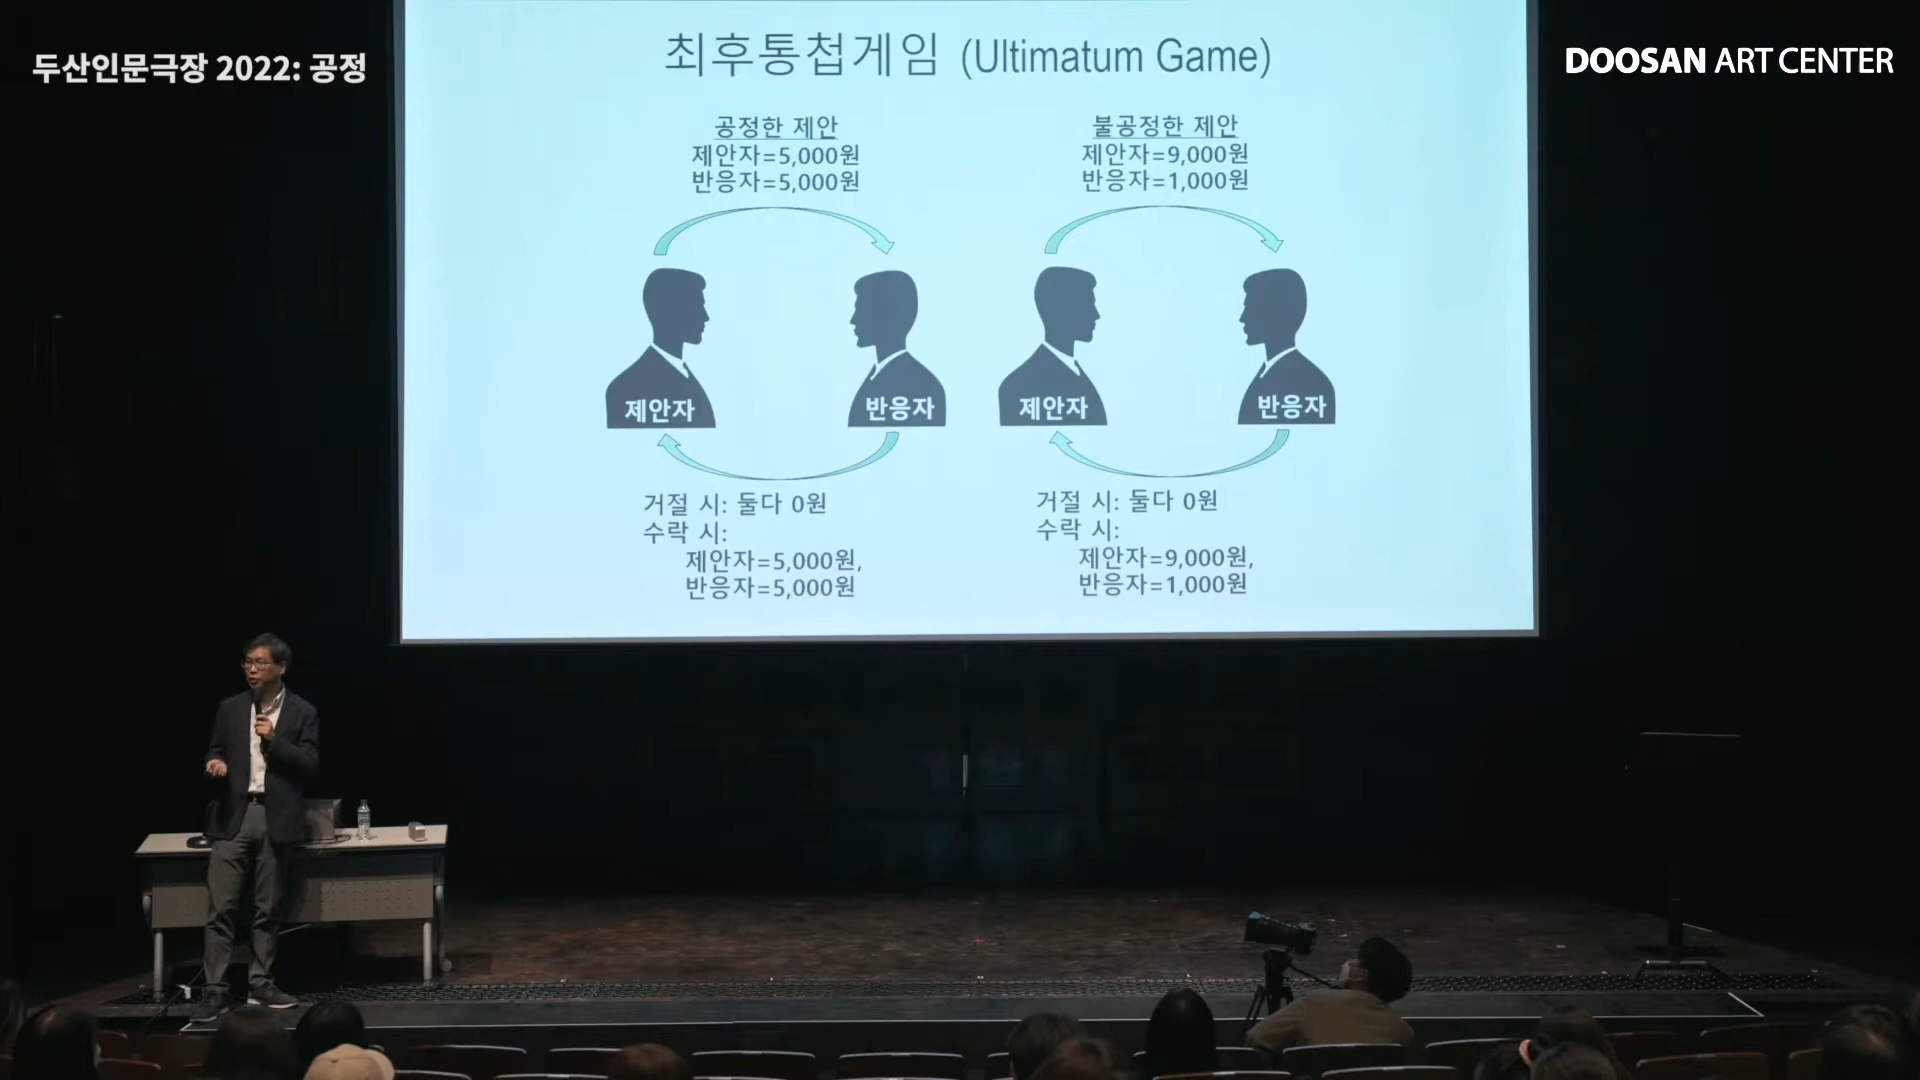 두산인문극장 2022: 공정
DOOSAN ART CENTER
최후통첩게임 (Ultimatum Game)
공정한 제안
제안자=5,000원
반응자=5,000원
불공정한 제안
제안자=9,000원
반응자=1,000원
제안자
반응자
제안자
반응자
거절 시: 둘다 0원
수락 시:
제안자=5,000원,
반응자=5,000원
거절 시: 둘다 0원
수락 시:
제안자=9,000원,
반응자=1,000원